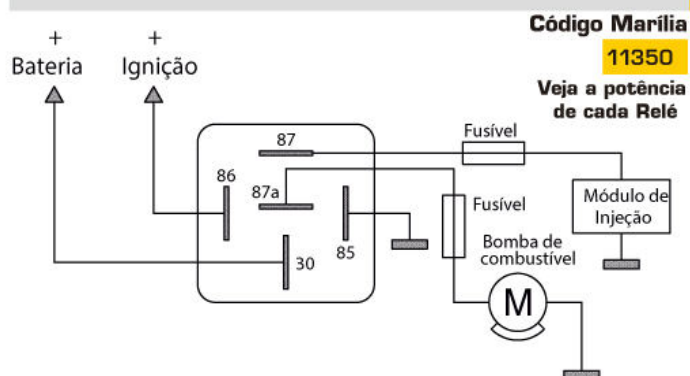 Código Marília
11350
Veja a potência
de cada Relé
+
Bateria
+
Ignição
87
86
87a
85
30
Fusível
Fusível
Módulo de
Injeção
Bomba de
combustível
M